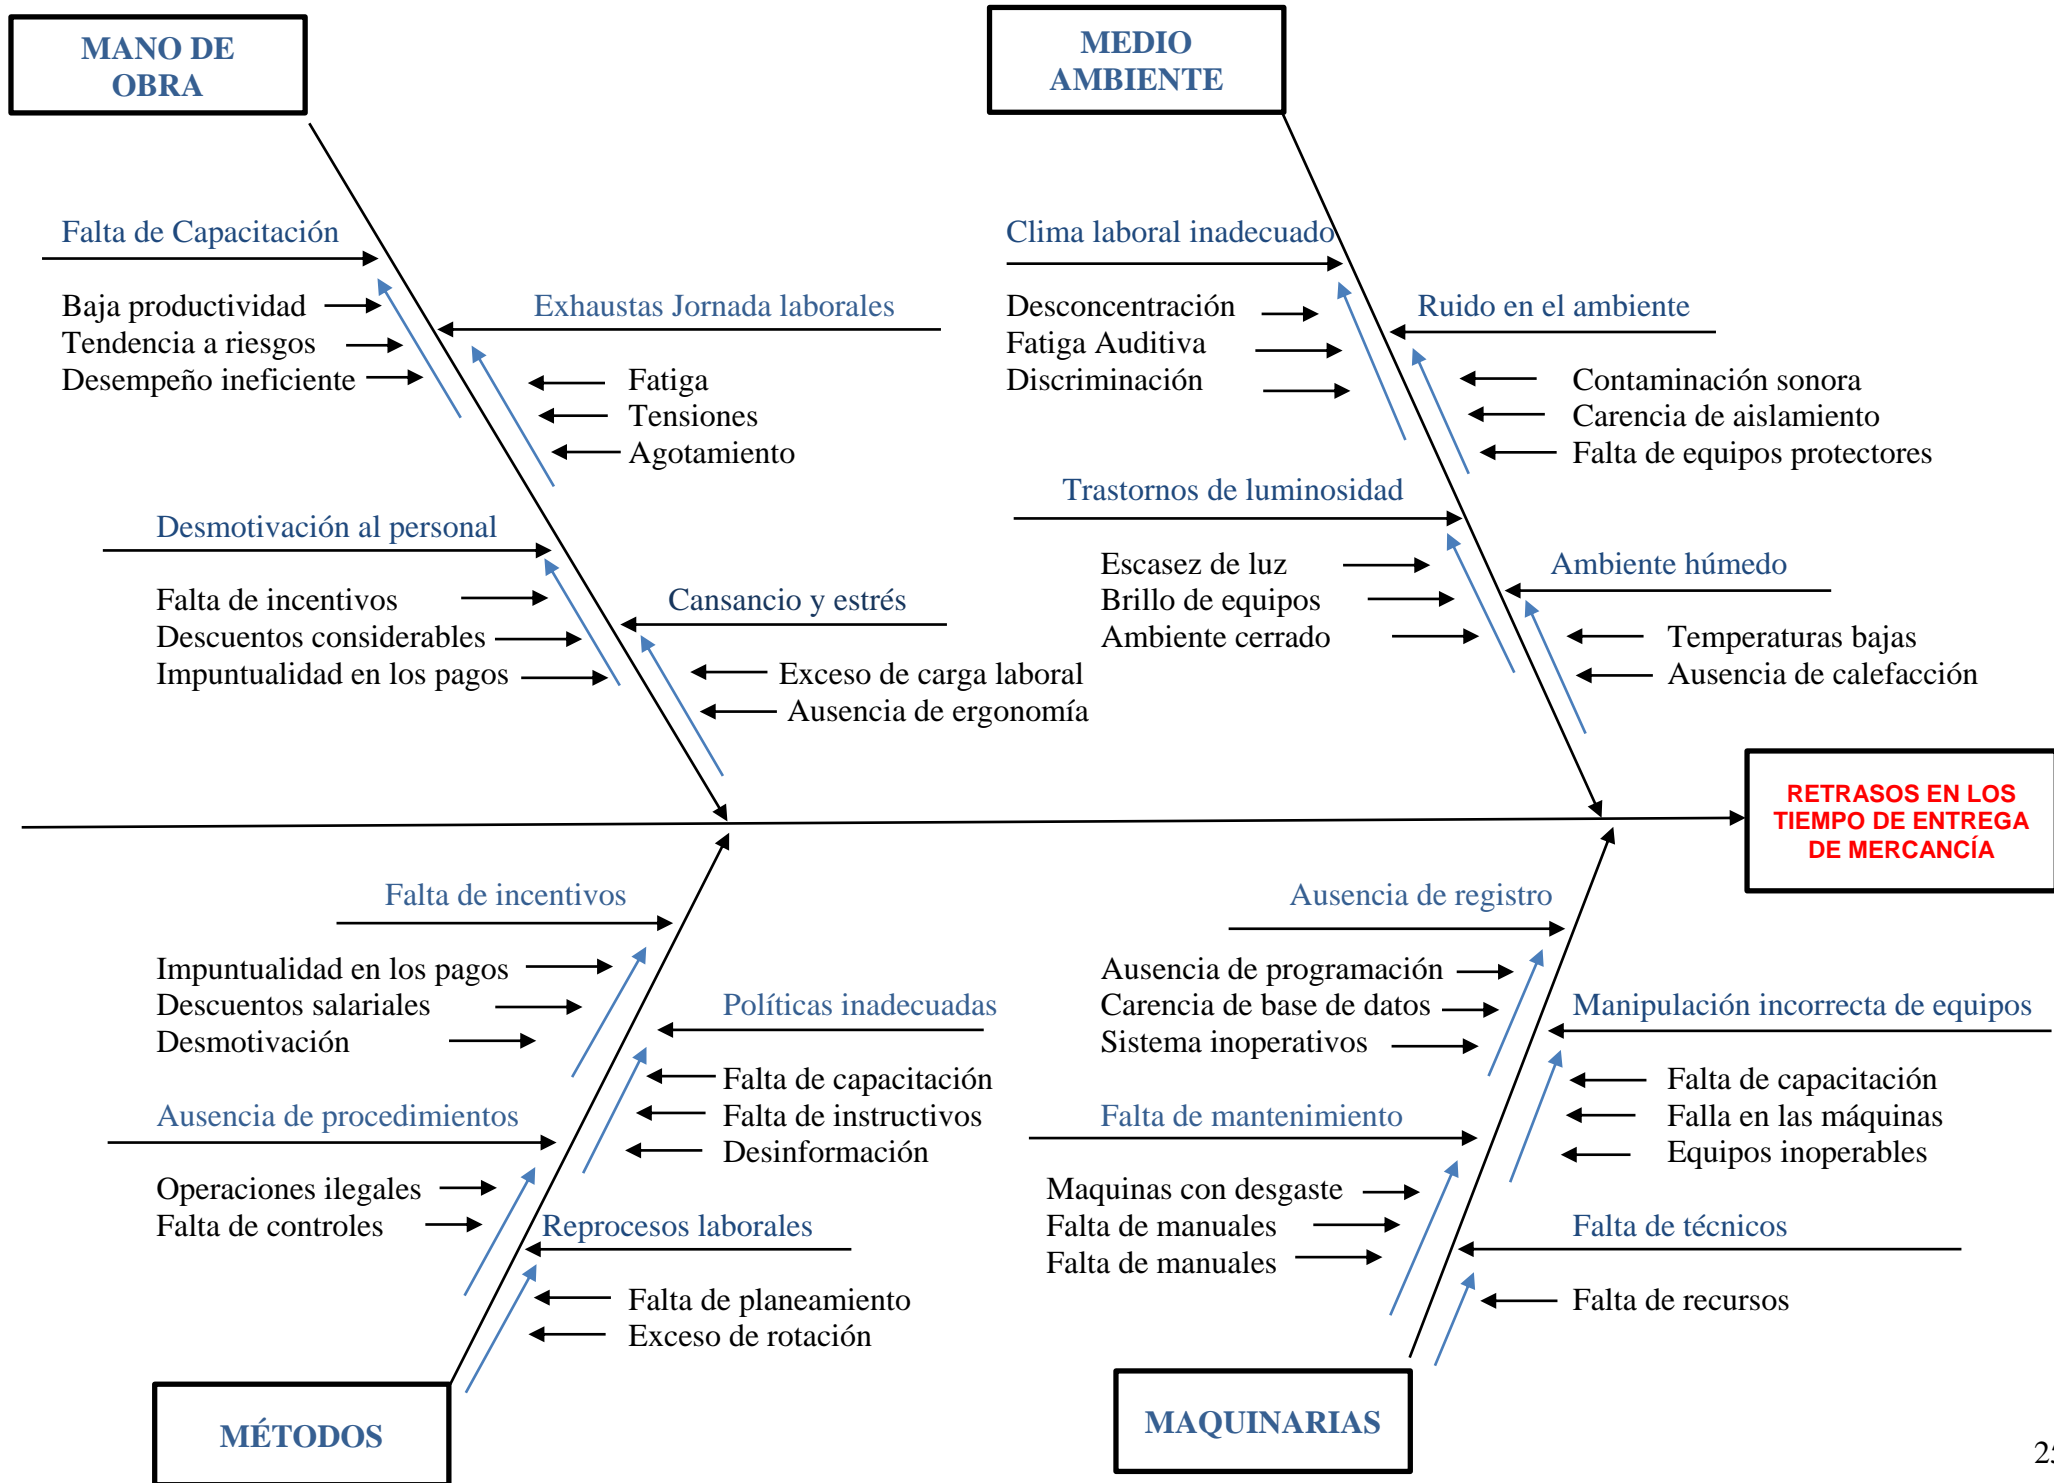 MANO DE
OBRA
Falta de Capacitación
Baja productividad
Tendencia a riesgos
Desempeño ineficiente
Exhaustas Jornada laborales
Fatiga
Tensiones
Agotamiento
Desmotivación al personal
Falta de incentivos
Descuentos considerables
Impuntualidad en los pagos
Cansancio y estrés
Exceso de carga laboral
Ausencia de ergonomía
MEDIO
AMBIENTE
Clima laboral inadecuado
Desconcentración
Fatiga Auditiva
Discriminación
Ruido en el ambiente
Contaminación sonora
Carencia de aislamiento
Falta de equipos protectores
Trastornos de luminosidad
Escasez de luz
Brillo de equipos
Ambiente cerrado
Ambiente húmedo
Temperaturas bajas
Ausencia de calefacción
RETRASOS EN LOS
TIEMPO DE ENTREGA
DE MERCANCÍA
Falta de incentivos
Impuntualidad en los pagos
Descuentos salariales
Desmotivación
Políticas inadecuadas
Falta de capacitación
Falta de instructivos
Desinformación
Ausencia de procedimientos
Operaciones ilegales
Falta de controles
Reprocesos laborales
Falta de planeamiento
Exceso de rotación
MÉTODOS
Ausencia de registro
Ausencia de programación
Carencia de base de datos
Sistema inoperativos
Manipulación incorrecta de equipos
Falta de capacitación
Falla en las máquinas
Equipos inoperables
Falta de mantenimiento
Maquinas con desgaste
Falta de manuales
Falta de manuales
Falta de técnicos
Falta de recursos
MAQUINARIAS
25